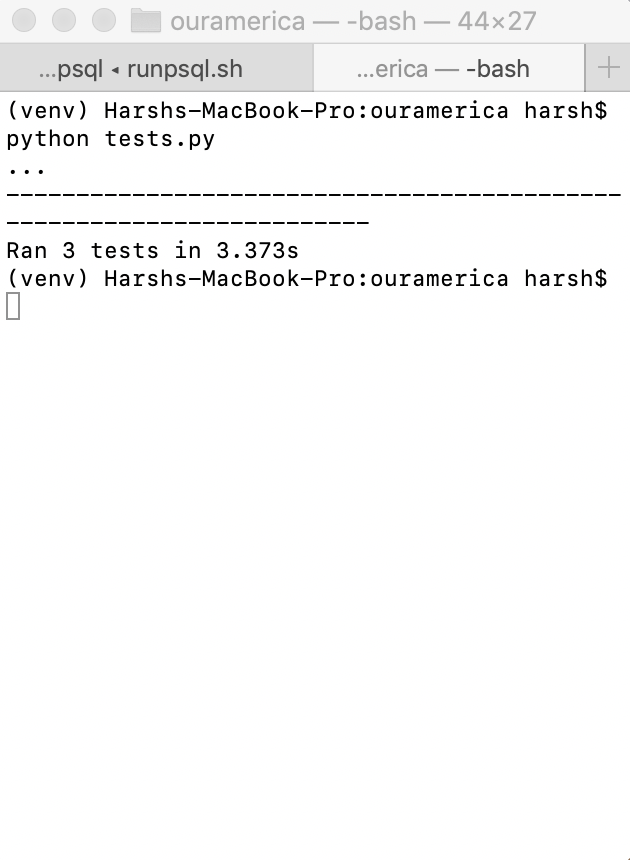 ouramerica — -bash — 44×27
...psql ◂ runpsql.sh
...erica — -bash
(venv) Harshs-MacBook-Pro:ouramerica harsh$
python tests.py
...
--------------------------------------------
--------------------------
Ran 3 tests in 3.373s
(venv) Harshs-MacBook-Pro:ouramerica harsh$